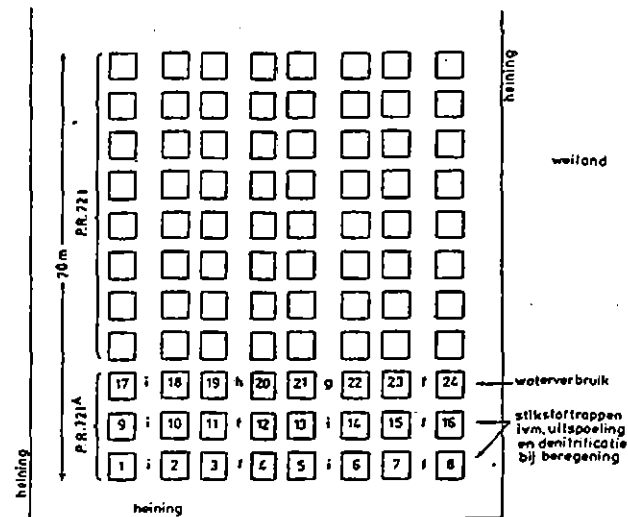 heining
weiland
P.R.721
70m
17 i 18 19 h 20 21 g 22 23 f 24
waterverbruik
P.R.721A
9 i 10 11 f 12 13 i 14 15 f 16
stikstoftrappen
ivm. uitspoeling
en denitrificatie
bij beregening
1 i 2 3 f 4 5 i 6 7 f 8
heining
heining